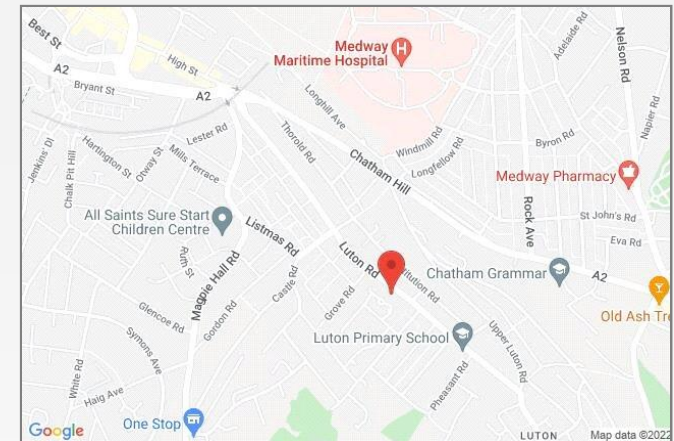 Best St
A2
Bryant St
High St
A2
Medway
Maritime Hospital
H
Longhill Ave
Adelaide Rd
Nelson Rd
Napier Rd
Jenkins' Dl
Chalk Pit Hill
Hartington St
Otway St
Lester Rd
Mills Terrace
Thorold Rd
Chatham Hill
Windmill Rd
Longfellow Rd
Byron Rd
Medway Pharmacy
Rock Ave
St John's Rd
Eva Rd
All Saints Sure Start
Children Centre
Listmas Rd
Luton Rd
Ruth St
Magpie Hall Rd
Castle Rd
Gordon Rd
Grove Rd
titution Rd
Chatham Grammar
A2
Old Ash Tre
Glencoe Rd
Symons Ave
White Rd
Haig Ave
Luton Primary School
Upper Luton Rd
Pheasant Rd
One Stop
LUTON
Google
Map data ©2022